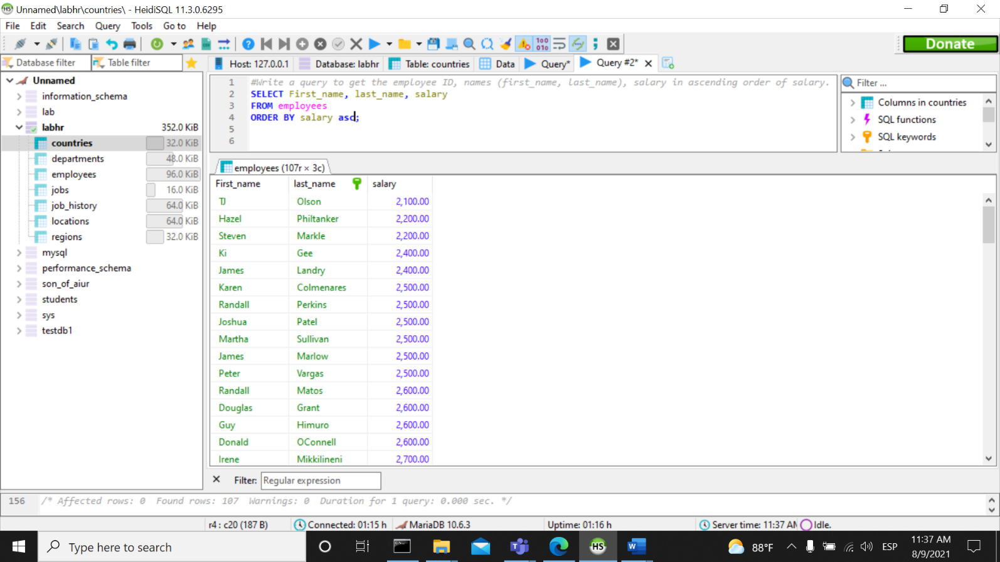 Unnamed\labhr\countries\ - HeidiSQL 11.3.0.6295
File Edit Search Query Tools Go to Help
Donate
Database filter Table filter
Host: 127.0.0.1 Database: labhr Table: countries Data Query* Query #2*
Unnamed
information_schema
lab
labhr 352.0 KiB
countries 32.0 KiB
departments 48.0 KiB
employees 96.0 KiB
jobs 16.0 KiB
job_history 64.0 KiB
locations 64.0 KiB
regions 32.0 KiB
mysql
performance_schema
son_of_aiur
students
sys
testdb1
1 #Write a query to get the employee ID, names (first_name, last_name), salary in ascending order of salary.
2 SELECT First_name, last_name, salary
3 FROM employees
4 ORDER BY salary asc;
5
6
Filter ...
Columns in countries
SQL functions
SQL keywords
employees (107r × 3c)
First_name last_name salary
TJ Olson 2,100.00
Hazel Philtanker 2,200.00
Steven Markle 2,200.00
Ki Gee 2,400.00
James Landry 2,400.00
Karen Colmenares 2,500.00
Randall Perkins 2,500.00
Joshua Patel 2,500.00
Martha Sullivan 2,500.00
James Marlow 2,500.00
Peter Vargas 2,500.00
Randall Matos 2,600.00
Douglas Grant 2,600.00
Guy Himuro 2,600.00
Donald OConnell 2,600.00
Irene Mikkilineni 2,700.00
Filter: Regular expression
156 /* Affected rows: 0 Found rows: 107 Warnings: 0 Duration for 1 query: 0.000 sec. */
r4 : c20 (187 B) Connected: 01:15 h MariaDB 10.6.3 Uptime: 01:16 h Server time: 11:37 AM Idle.
Type here to search
88°F ESP 11:37 AM
8/9/2021